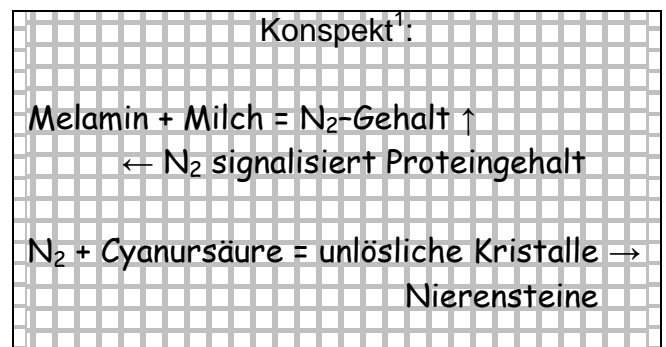 Konspekt¹:
Melamin + Milch = N₂-Gehalt ↑
← N₂ signalisiert Proteingehalt
N₂ + Cyanursäure = unlösliche Kristalle →
Nierensteine